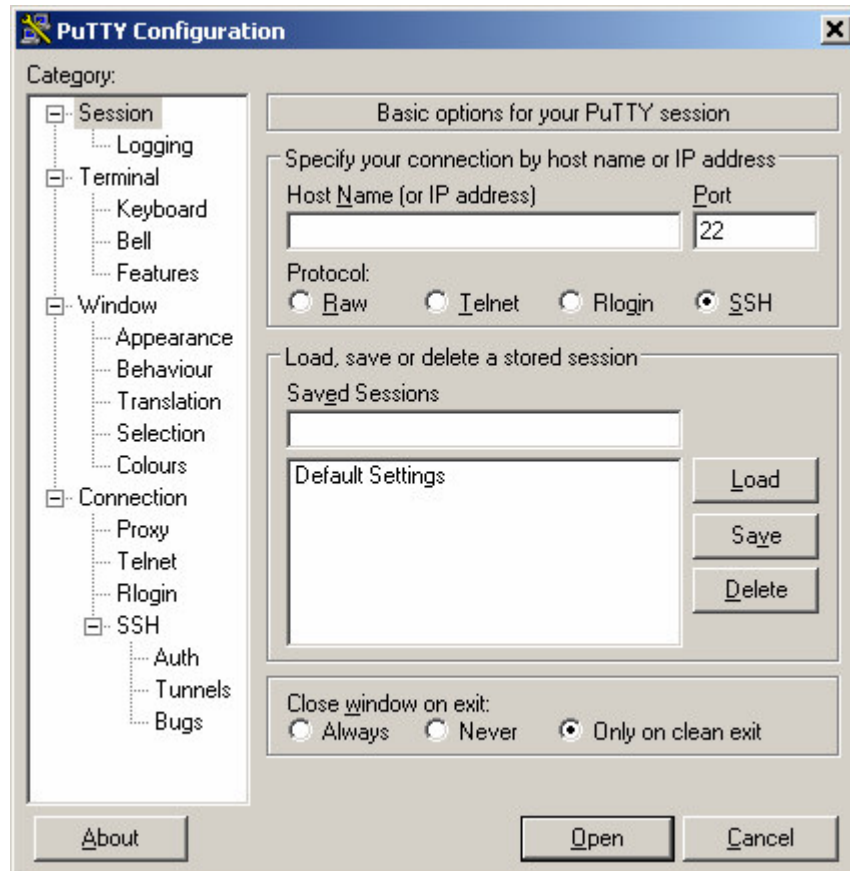 PuTTY Configuration
Category:
Session
Logging
Terminal
Keyboard
Bell
Features
Window
Appearance
Behaviour
Translation
Selection
Colours
Connection
Proxy
Telnet
Rlogin
SSH
Auth
Tunnels
Bugs
Basic options for your PuTTY session
Specify your connection by host name or IP address
Host Name (or IP address) Port
22
Protocol:
Raw Telnet Rlogin SSH
Load, save or delete a stored session
Saved Sessions
Default Settings
Load
Save
Delete
Close window on exit:
Always Never Only on clean exit
About Open Cancel